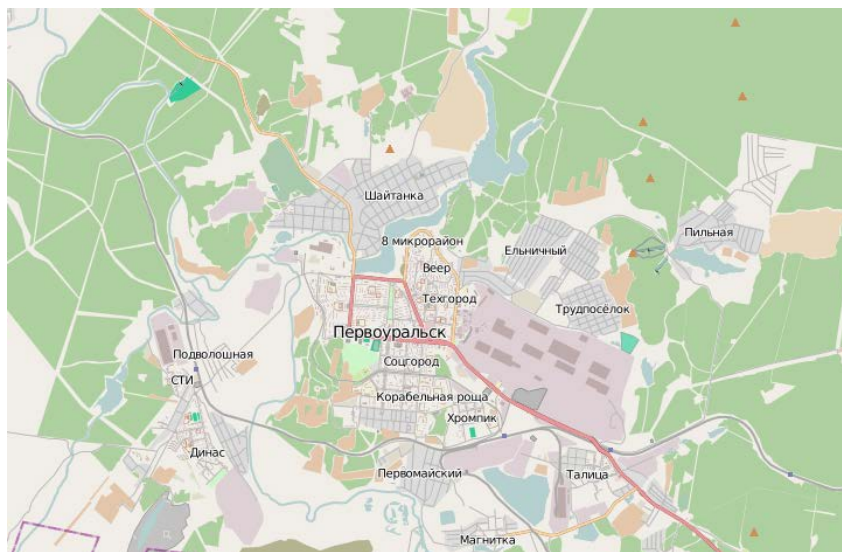 Шайтанка
Пильная
8 микрорайон
Ельничный
Веер
Техгород
Трудпосёлок
Первоуральск
Подволошная
Соцгород
СТИ
Корабельная роща
Хромпик
Динас
Первомайский
Талица
Магнитка